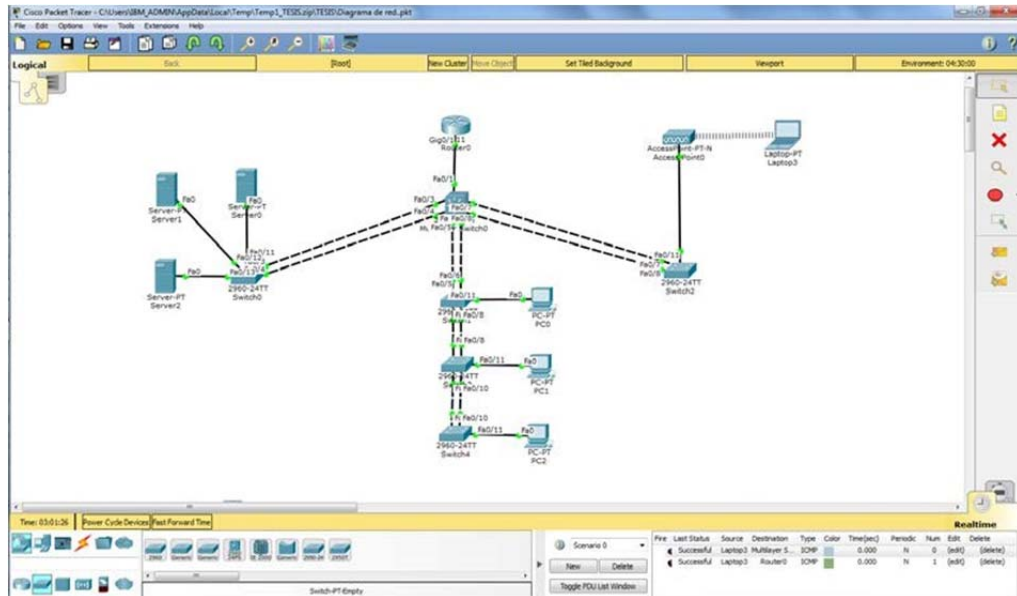 Cisco Packet Tracer - C:\Users\IBM_ADMIN\AppData\Local\Temp\Temp1_TESIS.zip\TESIS\Diagrama de red..pkt
File Edit Options View Tools Extensions Help
Logical
Back
[Root]
New Cluster
Move Object
Set Tiled Background
Viewport
Environment: 04:30:00
Router0
Fa0/1
AccessPoint-PT-N
AccessPoint0
Laptop-PT
Laptop3
Server-PT
Server1
Fa0
Server-PT
Server0
Fa0
Server-PT
Server2
Fa0
Fa0/12
Fa0/13
2960-24TT
Switch0
Fa0/3
Fa0/4
Fa0/11
Fa0/8
2960-24TT
Switch2
Fa0/11
Fa0
PC-PT
PC0
Fa0/8
Fa0/8
Fa0/11
Fa0
PC-PT
PC1
Fa0/10
Fa0/10
2960-24TT
Switch4
Fa0/11
Fa0
PC-PT
PC2
Time: 03:01:26
Power Cycle Devices
Fast Forward Time
Realtime
Switch-PT-Empty
Scenario 0
New
Delete
Toggle PDU List Window
Fire Last Status Source Destination Type Color Time(sec) Periodic Num Edit Delete
Successful Laptop3 Multilayer S... ICMP 0.000 N 0 (edit) (delete)
Successful Laptop3 Router0 ICMP 0.000 N 1 (edit) (delete)